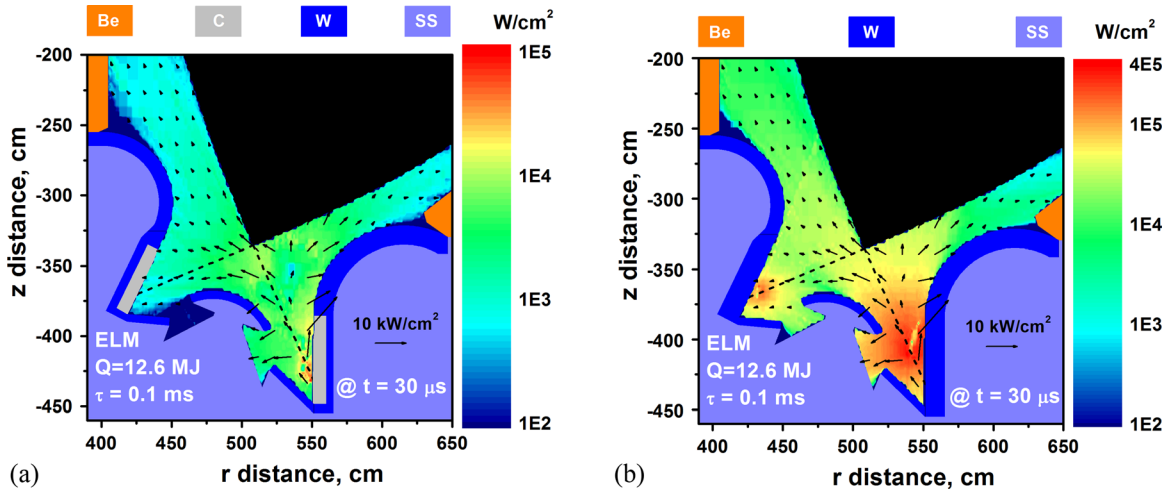 Be C W SS W/cm²
1E5
1E4
1E3
1E2
-200
-250
-300
-350
-400
-450
z distance, cm
ELM
Q=12.6 MJ
τ = 0.1 ms
10 kW/cm²
@ t = 30 µs
400 450 500 550 600 650
r distance, cm
(a)
Be W SS W/cm²
4E5
1E5
1E4
1E3
1E2
-200
-250
-300
-350
-400
-450
z distance, cm
ELM
Q=12.6 MJ
τ = 0.1 ms
10 kW/cm²
@ t = 30 µs
400 450 500 550 600 650
r distance, cm
(b)